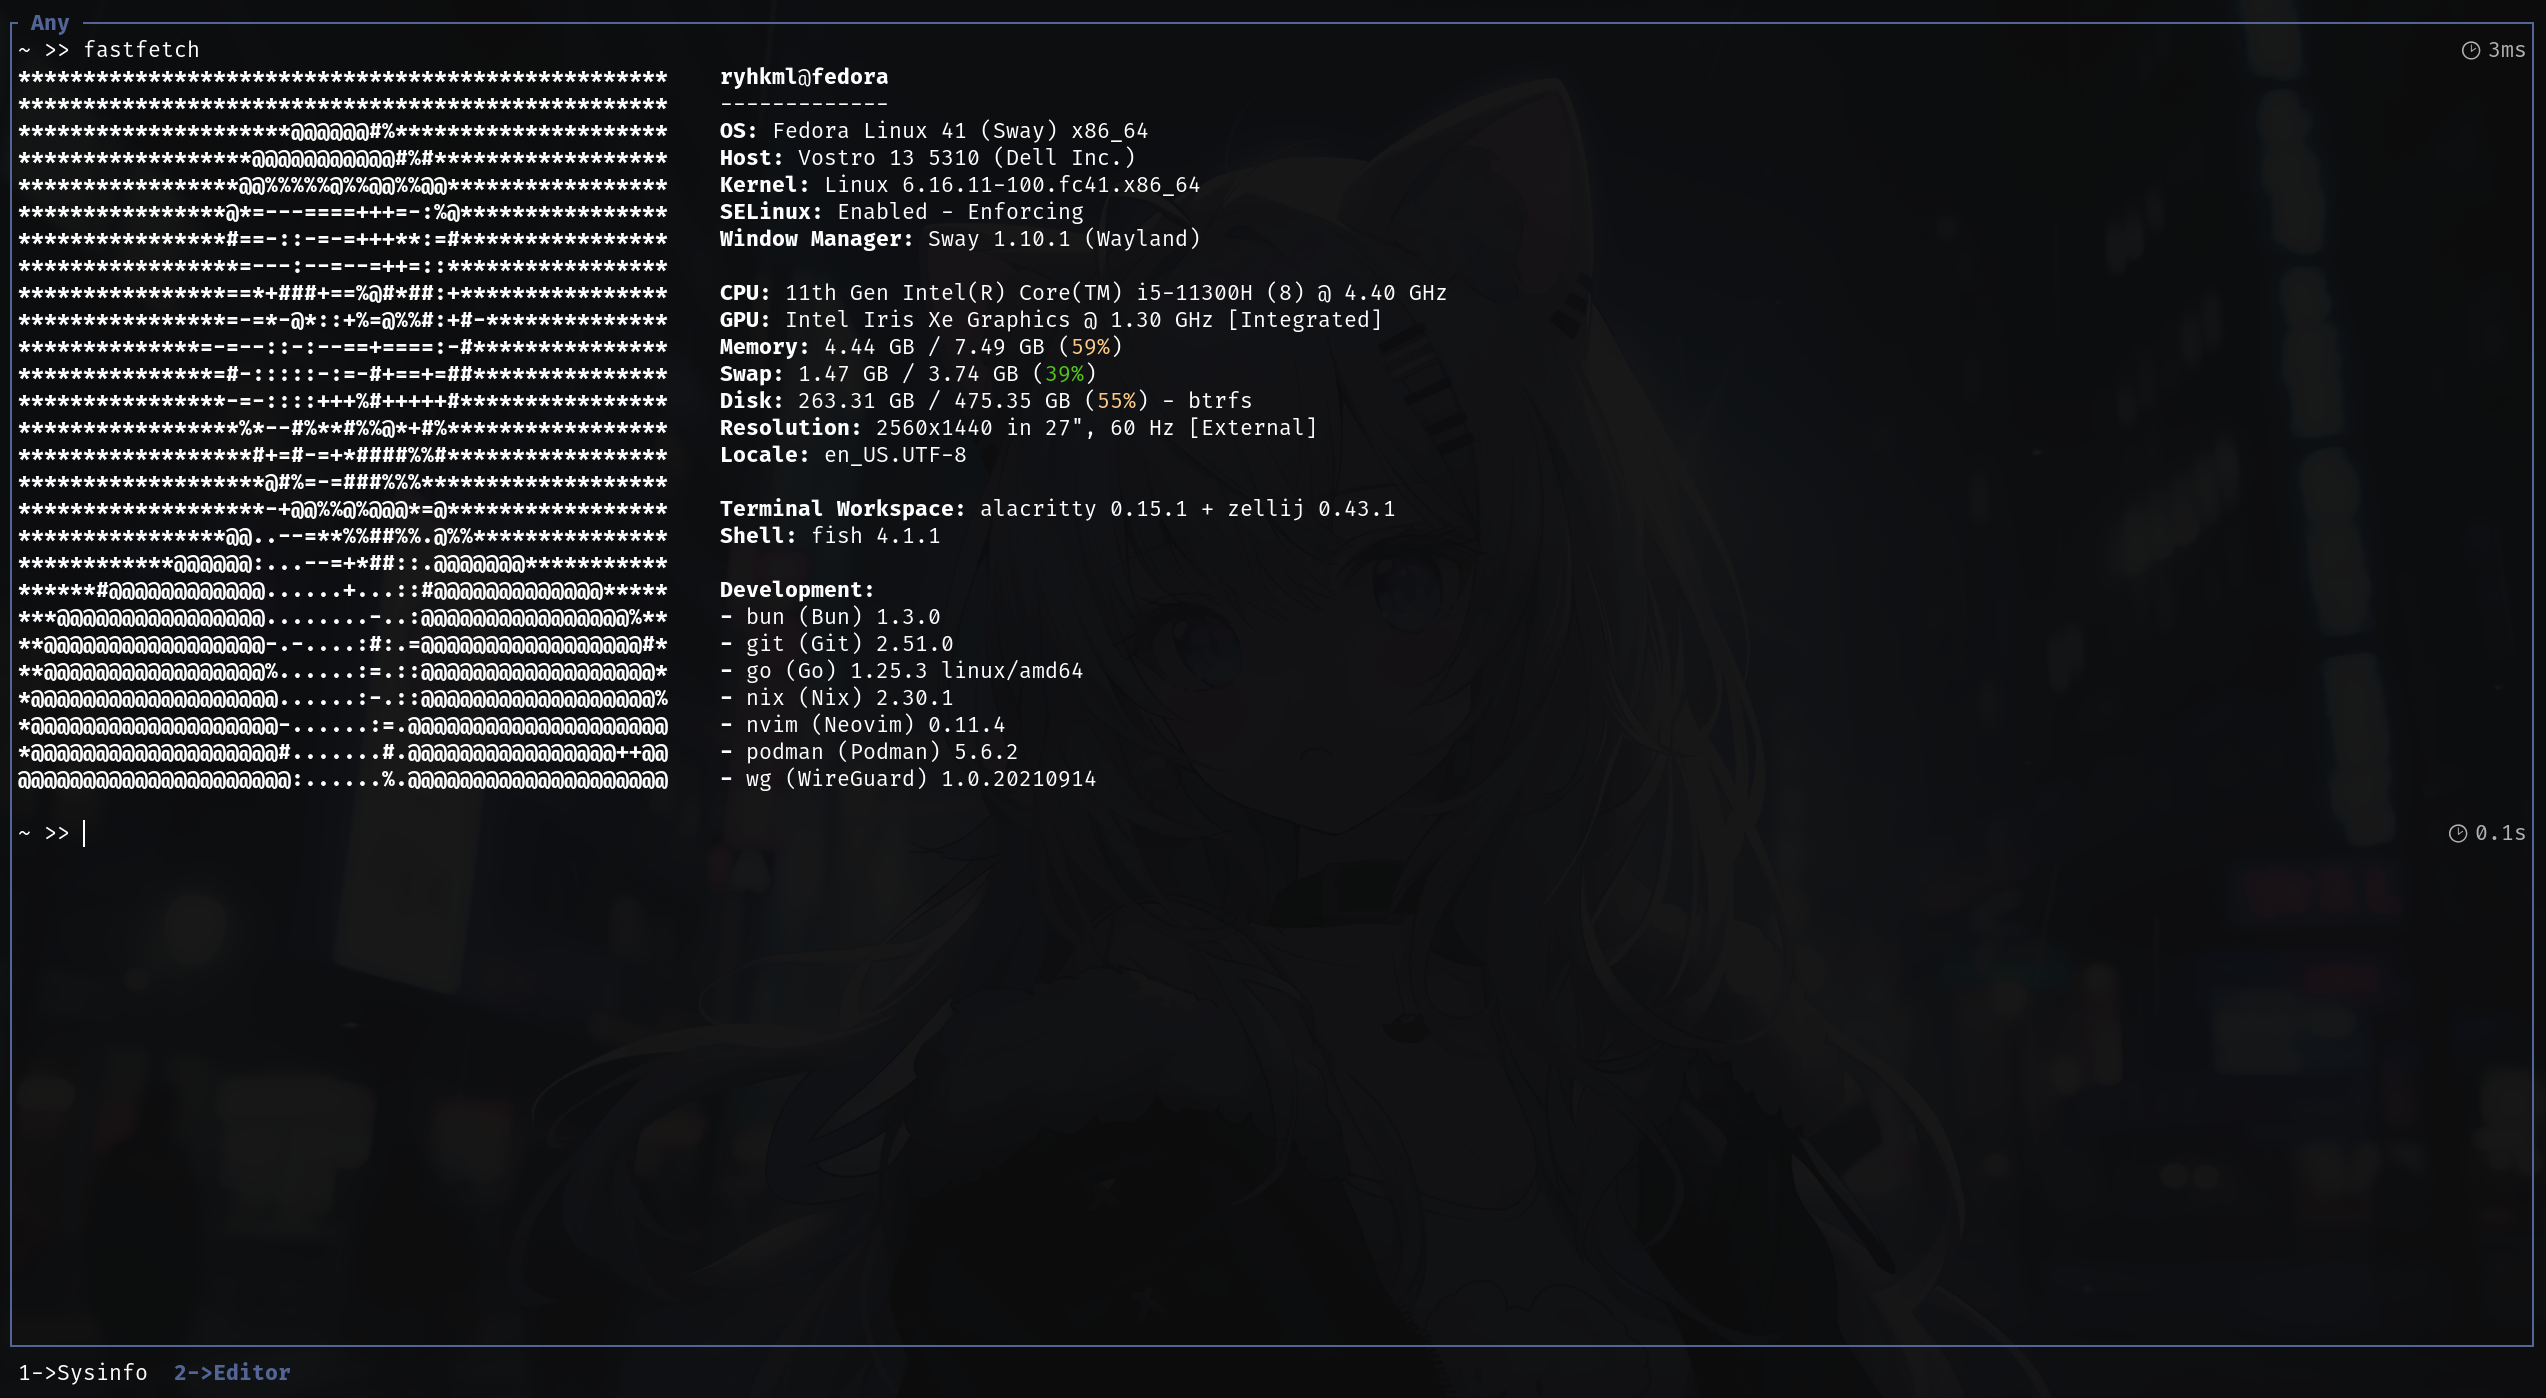 Any
~ >> fastfetch
3ms
ryhkml@fedora
-------------
OS: Fedora Linux 41 (Sway) x86_64
Host: Vostro 13 5310 (Dell Inc.)
Kernel: Linux 6.16.11-100.fc41.x86_64
SELinux: Enabled - Enforcing
Window Manager: Sway 1.10.1 (Wayland)
CPU: 11th Gen Intel(R) Core(TM) i5-11300H (8) @ 4.40 GHz
GPU: Intel Iris Xe Graphics @ 1.30 GHz [Integrated]
Memory: 4.44 GB / 7.49 GB (59%)
Swap: 1.47 GB / 3.74 GB (39%)
Disk: 263.31 GB / 475.35 GB (55%) - btrfs
Resolution: 2560x1440 in 27", 60 Hz [External]
Locale: en_US.UTF-8
Terminal Workspace: alacritty 0.15.1 + zellij 0.43.1
Shell: fish 4.1.1
Development:
- bun (Bun) 1.3.0
- git (Git) 2.51.0
- go (Go) 1.25.3 linux/amd64
- nix (Nix) 2.30.1
- nvim (Neovim) 0.11.4
- podman (Podman) 5.6.2
- wg (WireGuard) 1.0.20210914
~ >>
0.1s
1->Sysinfo 2->Editor